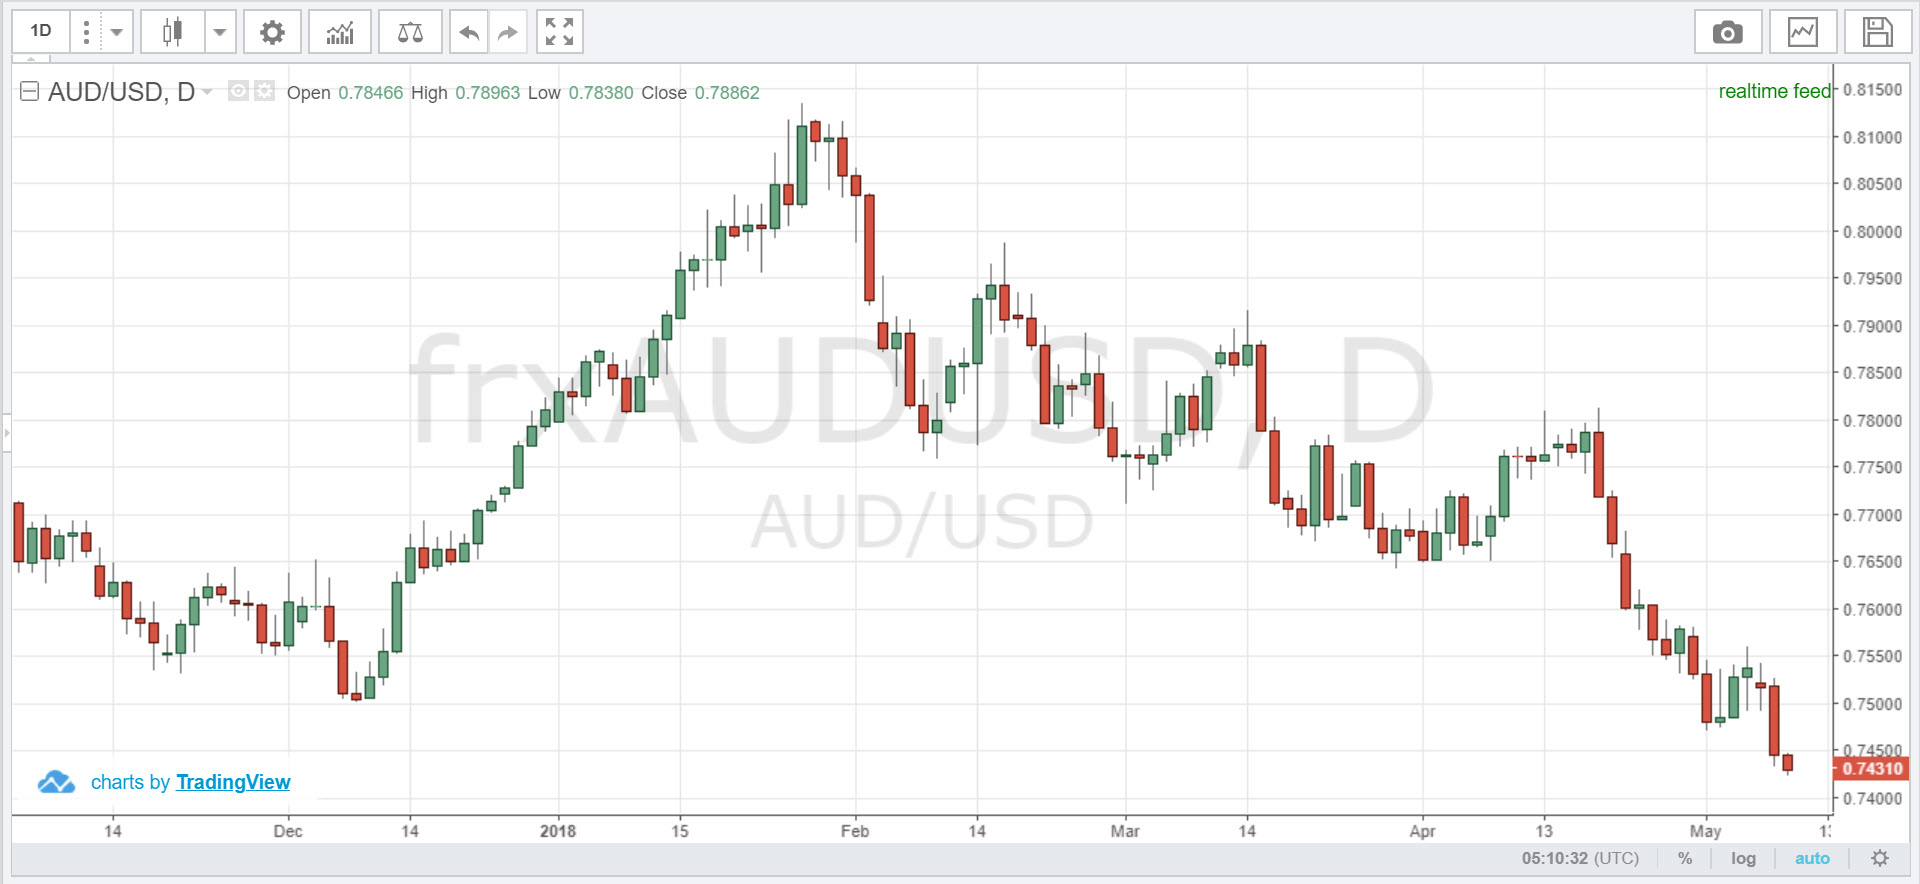 1D
AUD/USD, D Open 0.78466 High 0.78963 Low 0.78380 Close 0.78862
realtime feed
0.81500
0.81000
0.80500
0.80000
0.79500
0.79000
0.78500
0.78000
0.77500
0.77000
0.76500
0.76000
0.75500
0.75000
0.74500
0.74310
0.74000
frxAUDUSD, D
AUD/USD
charts by TradingView
14 Dec 14 2018 15 Feb 14 Mar 14 Apr 13 May
05:10:32 (UTC) % log auto